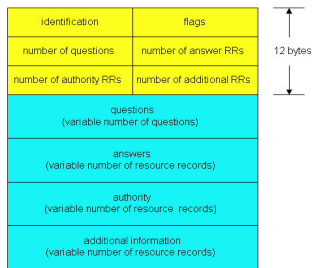 identification flags
number of questions number of answer RRs 12 bytes
number of authority RRs number of additional RRs
questions
(variable number of questions)
answers
(variable number of resource records)
authority
(variable number of resource records)
additional information
(variable number of resource records)